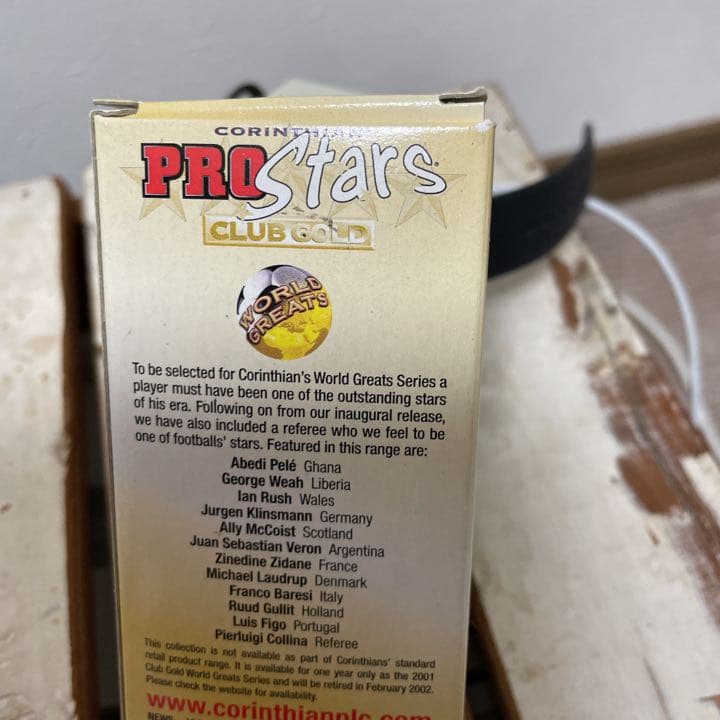 CORINTHIAN
PROStars
CLUB GOLD
WORLD
GREATS
To be selected for Corinthian's World Greats Series a
player must have been one of the outstanding stars
of his era. Following on from our inaugural release,
we have also included a referee who we feel to be
one of footballs' stars. Featured in this range are:
Abedi Pelé Ghana
George Weah Liberia
Ian Rush Wales
Jurgen Klinsmann Germany
Ally McCoist Scotland
Juan Sebastian Veron Argentina
Zinedine Zidane France
Michael Laudrup Denmark
Franco Baresi Italy
Ruud Gullit Holland
Luis Figo Portugal
Pierluigi Collina Referee
This collection is not available as part of Corinthians' standard
retail product range. It is available for one year only as the 2001
Club Gold World Greats Series and will be retired in February 2002.
Please check the website for availability.
www.corinthianplc.com
NEWS